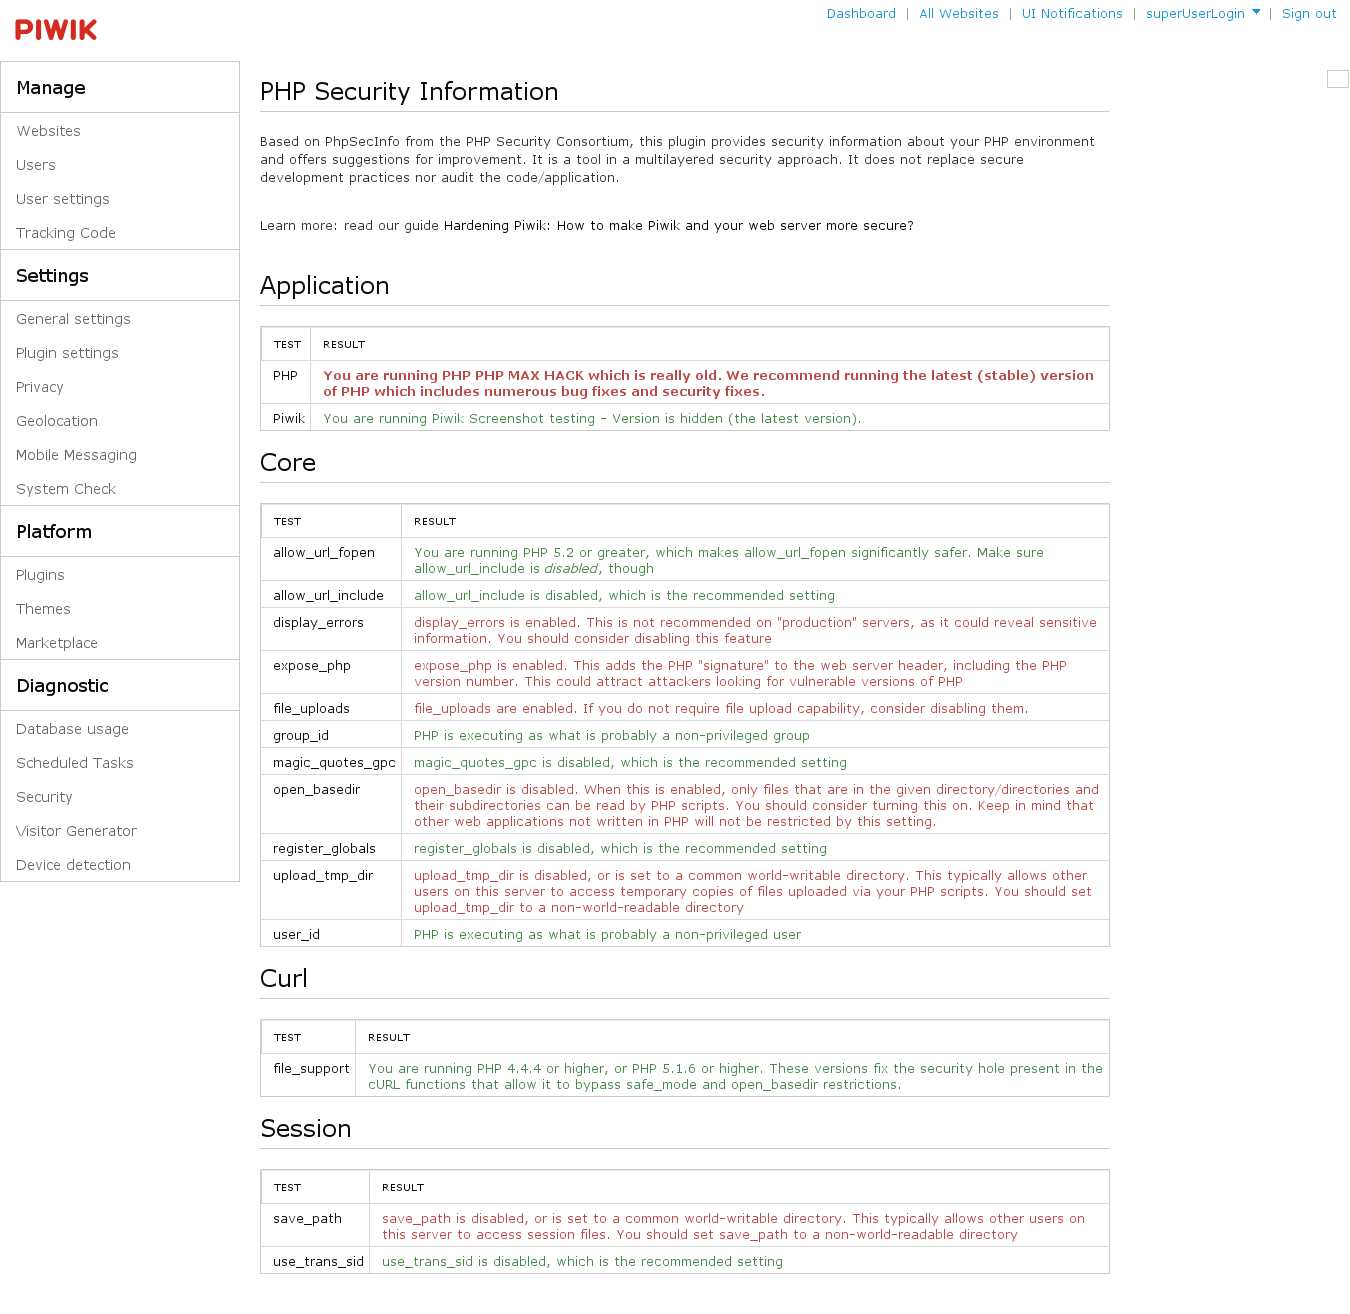 PIWIK
Dashboard | All Websites | UI Notifications | superUserLogin | Sign out
Manage
Websites
Users
User settings
Tracking Code
Settings
General settings
Plugin settings
Privacy
Geolocation
Mobile Messaging
System Check
Platform
Plugins
Themes
Marketplace
Diagnostic
Database usage
Scheduled Tasks
Security
Visitor Generator
Device detection
PHP Security Information
Based on PhpSecInfo from the PHP Security Consortium, this plugin provides security information about your PHP environment
and offers suggestions for improvement. It is a tool in a multilayered security approach. It does not replace secure
development practices nor audit the code/application.
Learn more: read our guide Hardening Piwik: How to make Piwik and your web server more secure?
Application
TEST RESULT
PHP You are running PHP PHP MAX HACK which is really old. We recommend running the latest (stable) version
of PHP which includes numerous bug fixes and security fixes.
Piwik You are running Piwik Screenshot testing - Version is hidden (the latest version).
Core
TEST RESULT
allow_url_fopen You are running PHP 5.2 or greater, which makes allow_url_fopen significantly safer. Make sure
allow_url_include is disabled, though
allow_url_include allow_url_include is disabled, which is the recommended setting
display_errors display_errors is enabled. This is not recommended on "production" servers, as it could reveal sensitive
information. You should consider disabling this feature
expose_php expose_php is enabled. This adds the PHP "signature" to the web server header, including the PHP
version number. This could attract attackers looking for vulnerable versions of PHP
file_uploads file_uploads are enabled. If you do not require file upload capability, consider disabling them.
group_id PHP is executing as what is probably a non-privileged group
magic_quotes_gpc magic_quotes_gpc is disabled, which is the recommended setting
open_basedir open_basedir is disabled. When this is enabled, only files that are in the given directory/directories and
their subdirectories can be read by PHP scripts. You should consider turning this on. Keep in mind that
other web applications not written in PHP will not be restricted by this setting.
register_globals register_globals is disabled, which is the recommended setting
upload_tmp_dir upload_tmp_dir is disabled, or is set to a common world-writable directory. This typically allows other
users on this server to access temporary copies of files uploaded via your PHP scripts. You should set
upload_tmp_dir to a non-world-readable directory
user_id PHP is executing as what is probably a non-privileged user
Curl
TEST RESULT
file_support You are running PHP 4.4.4 or higher, or PHP 5.1.6 or higher. These versions fix the security hole present in the
cURL functions that allow it to bypass safe_mode and open_basedir restrictions.
Session
TEST RESULT
save_path save_path is disabled, or is set to a common world-writable directory. This typically allows other users on
this server to access session files. You should set save_path to a non-world-readable directory
use_trans_sid use_trans_sid is disabled, which is the recommended setting